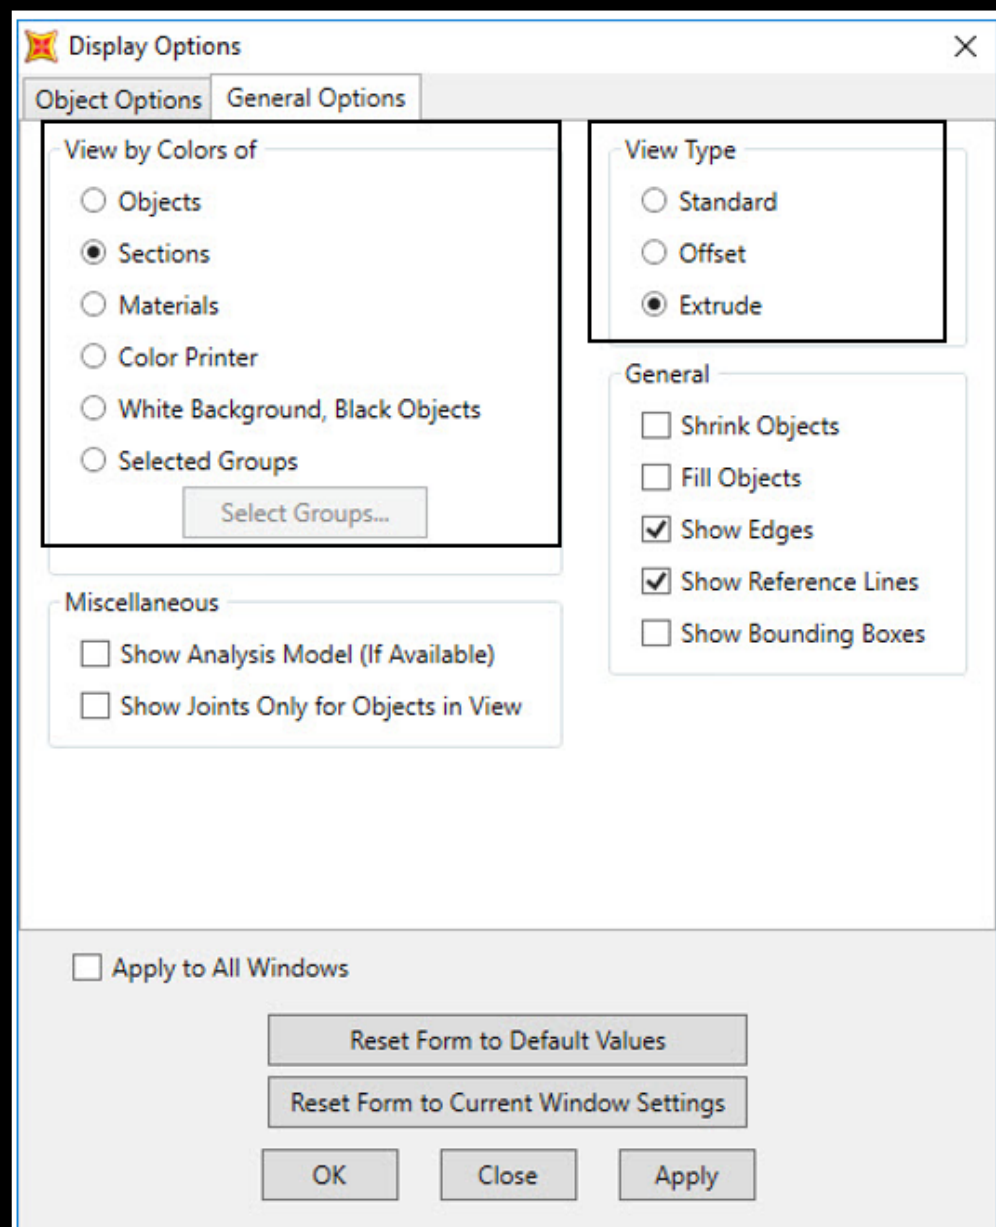 Display Options
Object Options
General Options
View by Colors of
Objects
Sections
Materials
Color Printer
White Background, Black Objects
Selected Groups
Select Groups...
Miscellaneous
Show Analysis Model (If Available)
Show Joints Only for Objects in View
View Type
Standard
Offset
Extrude
General
Shrink Objects
Fill Objects
Show Edges
Show Reference Lines
Show Bounding Boxes
Apply to All Windows
Reset Form to Default Values
Reset Form to Current Window Settings
OK
Close
Apply